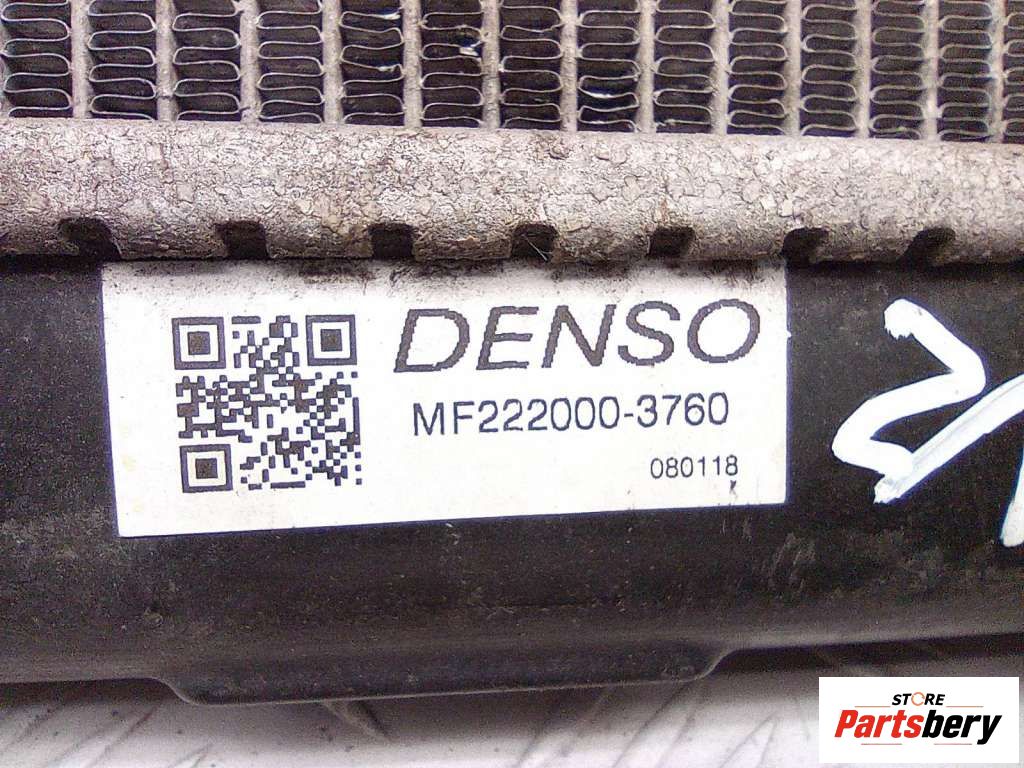 DENSO
MF222000-3760
080118
STORE
Partsbery